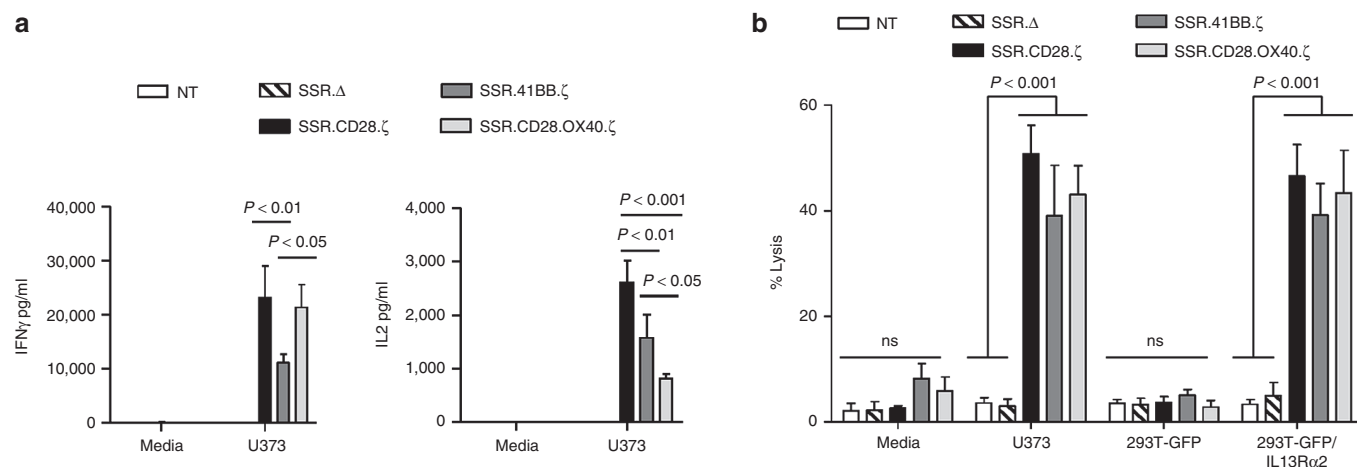 a
NT
SSR.Δ
SSR.41BB.ζ
SSR.CD28.ζ
SSR.CD28.OX40.ζ
40,000
30,000
20,000
10,000
0
IFNγ pg/ml
P < 0.01
P < 0.05
Media
U373
4,000
3,000
2,000
1,000
0
IL2 pg/ml
P < 0.001
P < 0.01
P < 0.05
Media
U373
b
NT
SSR.Δ
SSR.41BB.ζ
SSR.CD28.ζ
SSR.CD28.OX40.ζ
60
40
20
0
% Lysis
P < 0.001
P < 0.001
ns
ns
Media
U373
293T-GFP
293T-GFP/
IL13Rα2